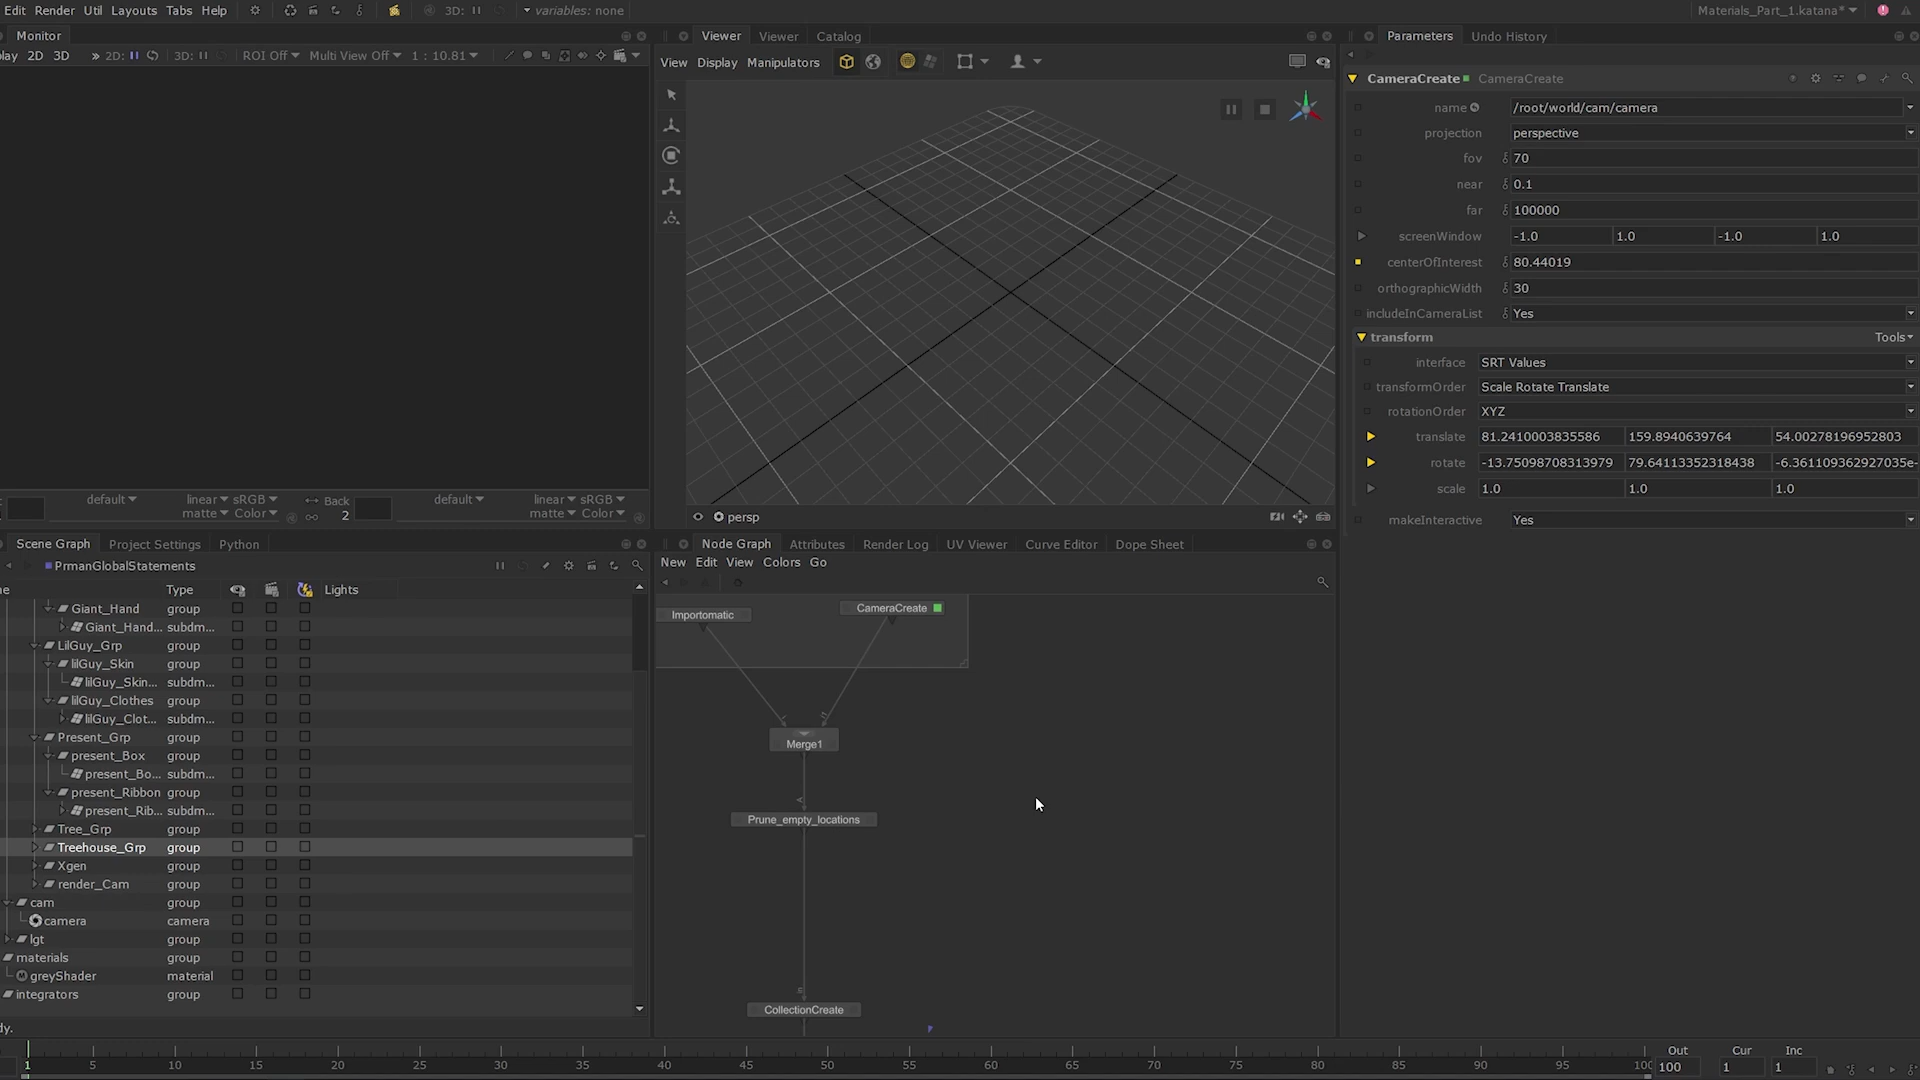 Edit Render Util Layouts Tabs Help 3D: variables: none Materials_Part_1.katana*
Monitor
2D 3D » 2D: 3D: ROI Off Multi View Off 1 : 10.81
Viewer Viewer Catalog
View Display Manipulators
persp
Parameters Undo History
CameraCreate CameraCreate
name /root/world/cam/camera
projection perspective
fov 70
near 0.1
far 100000
screenWindow -1.0 1.0 -1.0 1.0
centerOfInterest 80.44019
orthographicWidth 30
includeInCameraList Yes
transform Tools
interface SRT Values
transformOrder Scale Rotate Translate
rotationOrder XYZ
translate 81.2410003835586 159.8940639764 54.00278196952803
rotate -13.75098708313979 79.64113352318438 -6.361109362927035e-
scale 1.0 1.0 1.0
makeInteractive Yes
default linear sRGB Back default linear sRGB
matte Color 2 matte Color
Scene Graph Project Settings Python
PrmanGlobalStatements
Type Lights
Giant_Hand group
Giant_Hand... subdm...
LilGuy_Grp group
lilGuy_Skin group
lilGuy_Skin... subdm...
lilGuy_Clothes group
lilGuy_Clot... subdm...
Present_Grp group
present_Box group
present_Bo... subdm...
present_Ribbon group
present_Rib... subdm...
Tree_Grp group
Treehouse_Grp group
Xgen group
render_Cam group
cam group
camera camera
lgt group
materials group
greyShader material
integrators group
Node Graph Attributes Render Log UV Viewer Curve Editor Dope Sheet
New Edit View Colors Go
Importomatic CameraCreate
Merge1
Prune_empty_locations
CollectionCreate
Out Cur Inc
1 5 10 15 20 25 30 35 40 45 50 55 60 65 70 75 80 85 90 95 100 1 1